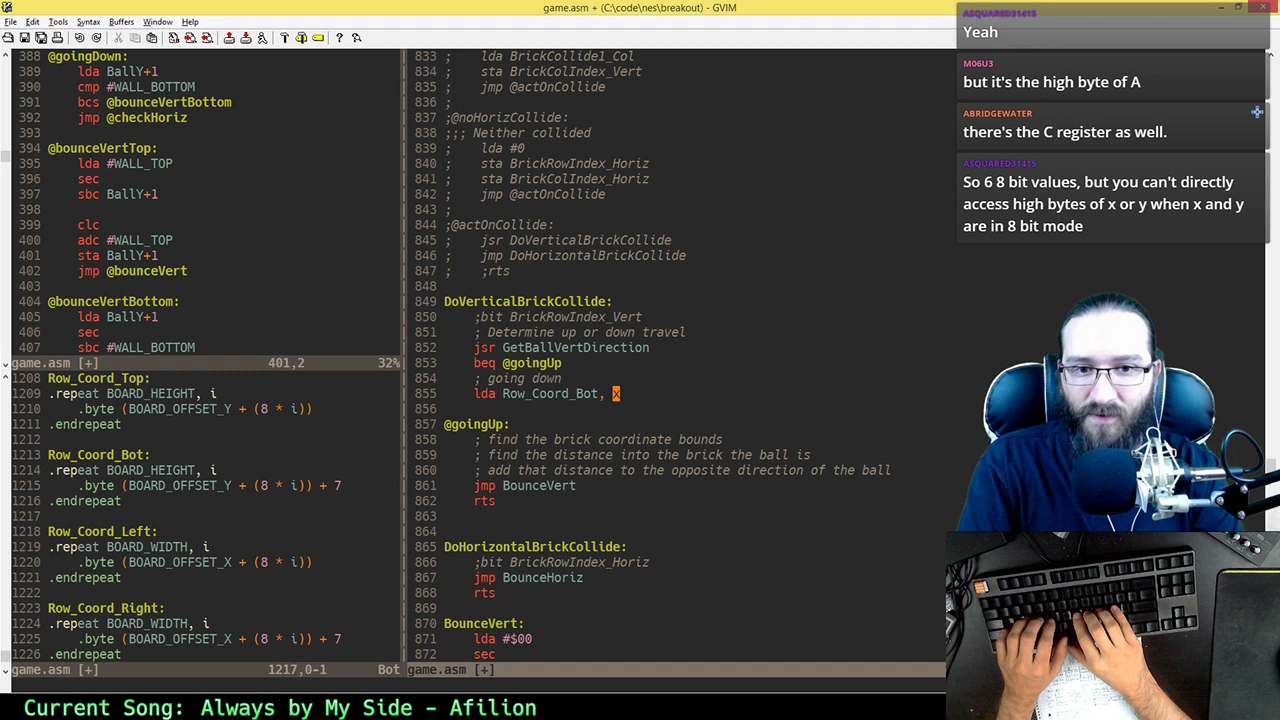 game.asm + (C:\code\nes\breakout) - GVIM
File Edit Tools Syntax Buffers Window Help
388 @goingDown:
389 lda BallY+1
390 cmp #WALL_BOTTOM
391 bcs @bounceVertBottom
392 jmp @checkHoriz
393
394 @bounceVertTop:
395 lda #WALL_TOP
396 sec
397 sbc BallY+1
398
399 clc
400 adc #WALL_TOP
401 sta BallY+1
402 jmp @bounceVert
403
404 @bounceVertBottom:
405 lda BallY+1
406 sec
407 sbc #WALL_BOTTOM
game.asm [+] 401,2 32%
1208 Row_Coord_Top:
1209 .repeat BOARD_HEIGHT, i
1210 .byte (BOARD_OFFSET_Y + (8 * i))
1211 .endrepeat
1212
1213 Row_Coord_Bot:
1214 .repeat BOARD_HEIGHT, i
1215 .byte (BOARD_OFFSET_Y + (8 * i)) + 7
1216 .endrepeat
1217
1218 Row_Coord_Left:
1219 .repeat BOARD_WIDTH, i
1220 .byte (BOARD_OFFSET_X + (8 * i))
1221 .endrepeat
1222
1223 Row_Coord_Right:
1224 .repeat BOARD_WIDTH, i
1225 .byte (BOARD_OFFSET_X + (8 * i)) + 7
1226 .endrepeat
game.asm [+] 1217,0-1 Bot
833 ; lda BrickCollide1_Col
834 ; sta BrickColIndex_Vert
835 ; jmp @actOnCollide
836 ;
837 ;@noHorizCollide:
838 ;;; Neither collided
839 ; lda #0
840 ; sta BrickRowIndex_Horiz
841 ; sta BrickColIndex_Horiz
842 ; jmp @actOnCollide
843 ;
844 ;@actOnCollide:
845 ; jsr DoVerticalBrickCollide
846 ; jmp DoHorizontalBrickCollide
847 ; ;rts
848
849 DoVerticalBrickCollide:
850 ;bit BrickRowIndex_Vert
851 ; Determine up or down travel
852 jsr GetBallVertDirection
853 beq @goingUp
854 ; going down
855 lda Row_Coord_Bot, x
856
857 @goingUp:
858 ; find the brick coordinate bounds
859 ; find the distance into the brick the ball is
860 ; add that distance to the opposite direction of the ball
861 jmp BounceVert
862 rts
863
864
865 DoHorizontalBrickCollide:
866 ;bit BrickRowIndex_Horiz
867 jmp BounceHoriz
868 rts
869
870 BounceVert:
871 lda #$00
872 sec
game.asm [+]
ASQUARED31415
Yeah
M06U3
but it's the high byte of A
ABRIDGEWATER
there's the C register as well.
ASQUARED31415
So 6 8 bit values, but you can't directly
access high bytes of x or y when x and y
are in 8 bit mode
Current Song: Always by My Side - Afilion